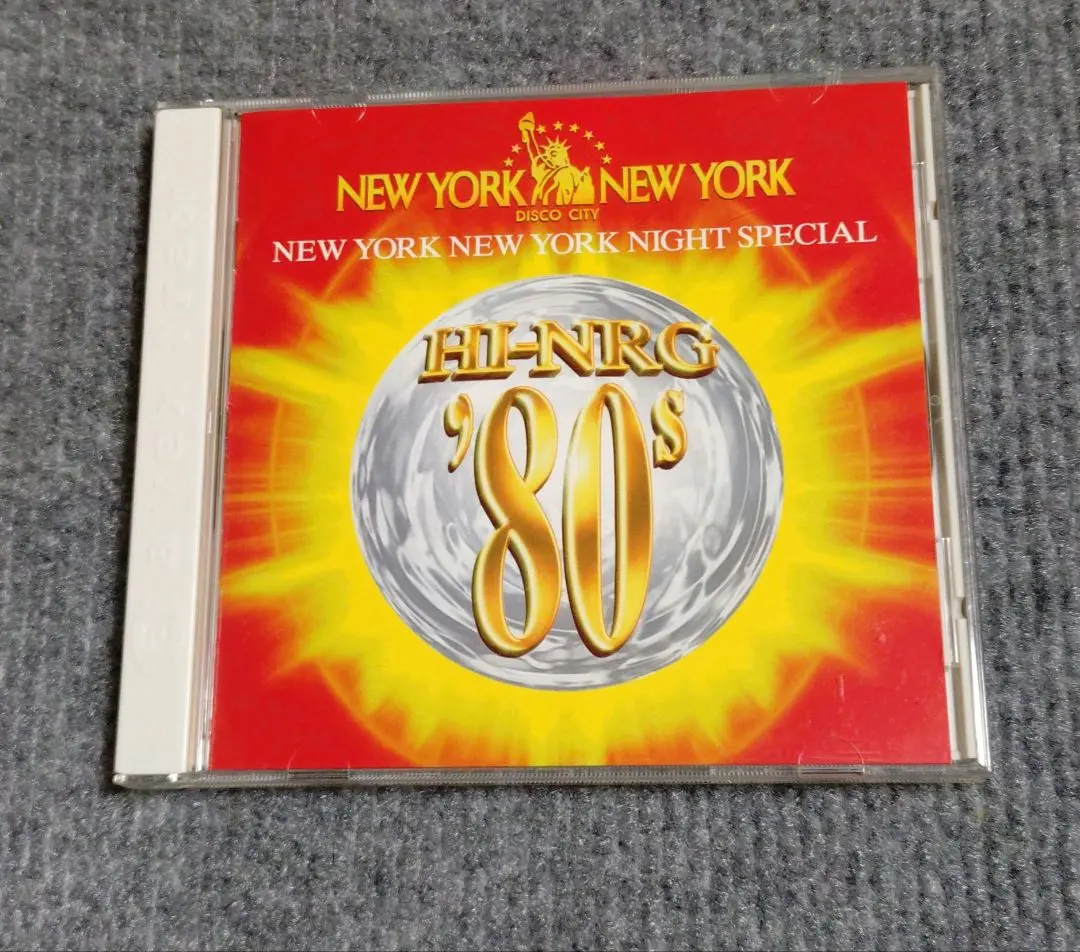 NEW YORK NEW YORK
DISCO CITY
NEW YORK NEW YORK NIGHT SPECIAL
HI-NRG
'80s